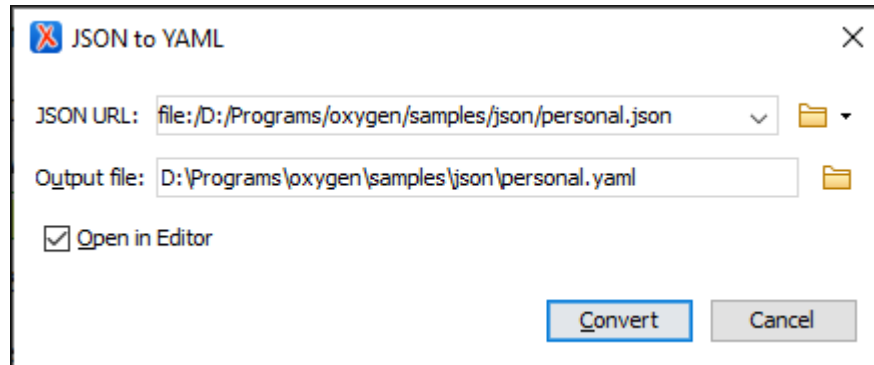 JSON to YAML
JSON URL: file:/D:/Programs/oxygen/samples/json/personal.json
Output file: D:\Programs\oxygen\samples\json\personal.yaml
Open in Editor
Convert Cancel